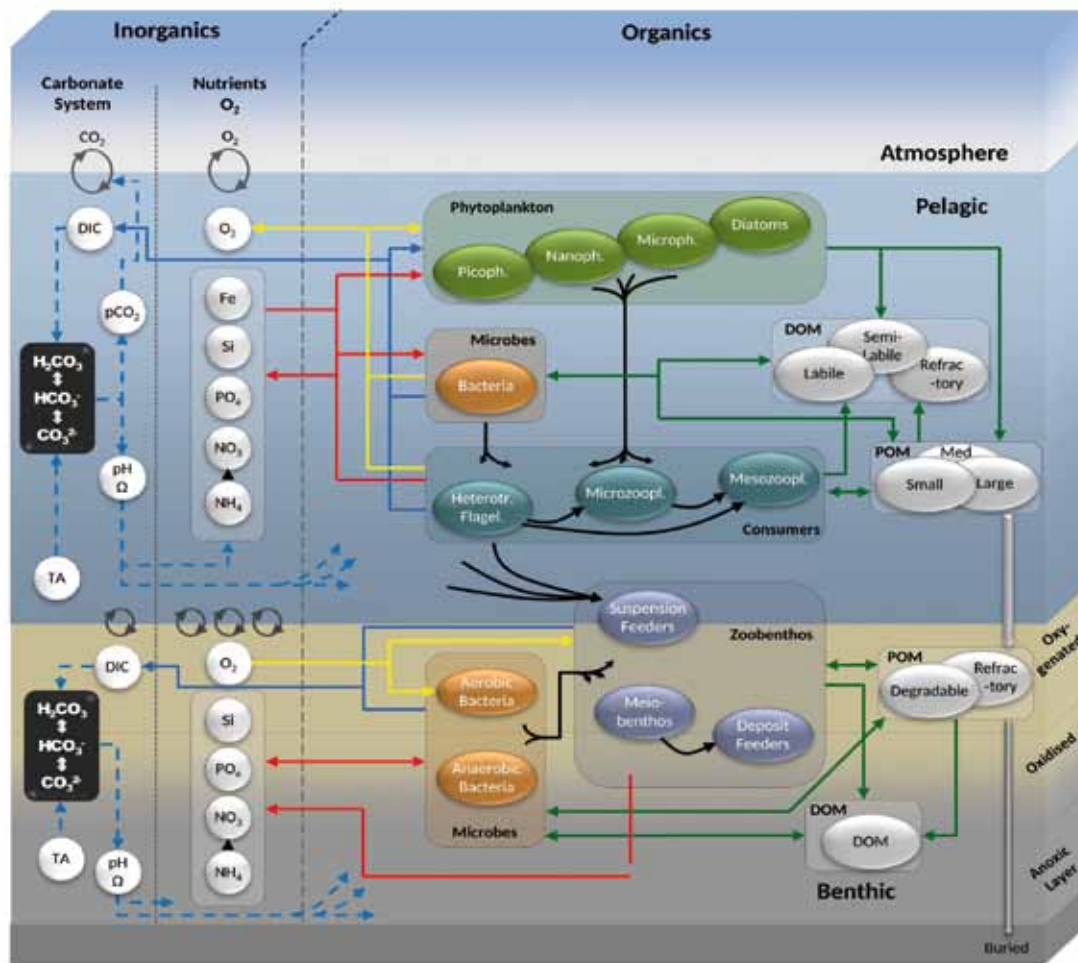 Inorganics
Organics
Carbonate
System
Nutrients
O₂
CO₂
O₂
Atmosphere
Pelagic
DIC
O₂
Phytoplankton
Picoph.
Nanoph.
Microph.
Diatoms
pCO₂
Fe
Si
PO₄
NO₃
NH₄
H₂CO₃
⇕
HCO₃⁻
⇕
CO₃²⁻
pH
Ω
TA
Microbes
Bacteria
DOM
Semi-
Labile
Labile
Refrac
-tory
POM
Med
Small
Large
Heterotr.
Flagel.
Microzoopl.
Mesozoopl.
Consumers
Suspension
Feeders
Zoobenthos
Meio-
benthos
Deposit
Feeders
DIC
O₂
H₂CO₃
⇕
HCO₃⁻
⇕
CO₃²⁻
Si
PO₄
NO₃
NH₄
TA
pH
Ω
Aerobic
Bacteria
Anaerobic
Bacteria
Microbes
POM
Degradable
Refrac
-tory
DOM
DOM
Benthic
Oxy-
genated
Oxidised
Anoxic
Layer
Buried